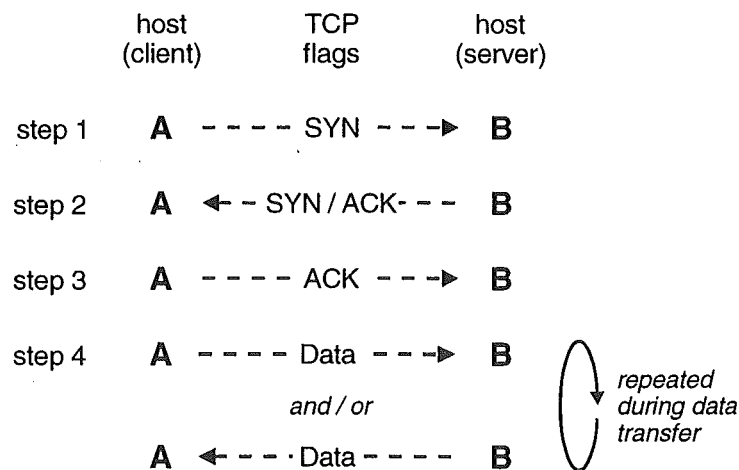 host TCP host
(client) flags (server)
step 1 A SYN B
step 2 A SYN / ACK B
step 3 A ACK B
step 4 A Data B
and / or
A Data B
repeated
during data
transfer